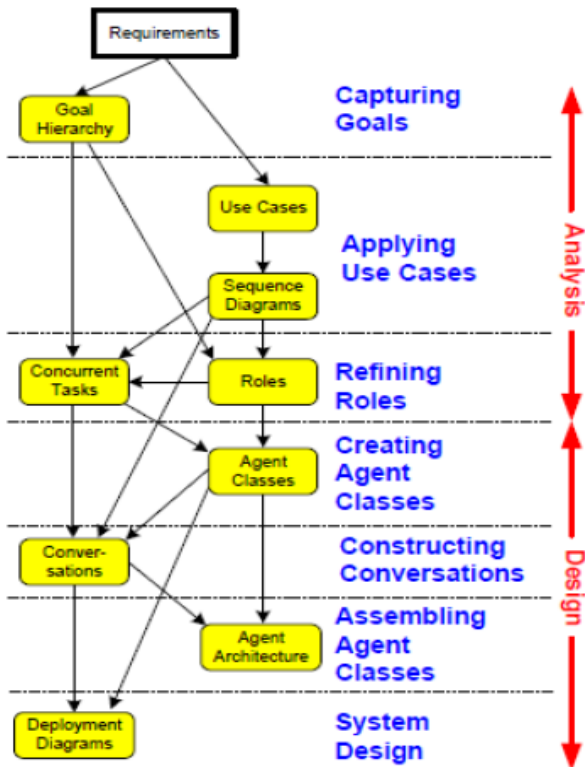 Requirements
Goal
Hierarchy
Capturing
Goals
Use Cases
Applying
Use Cases
Sequence
Diagrams
Analysis
Concurrent
Tasks
Roles
Refining
Roles
Agent
Classes
Creating
Agent
Classes
Conver-
sations
Constructing
Conversations
Design
Agent
Architecture
Assembling
Agent
Classes
Deployment
Diagrams
System
Design